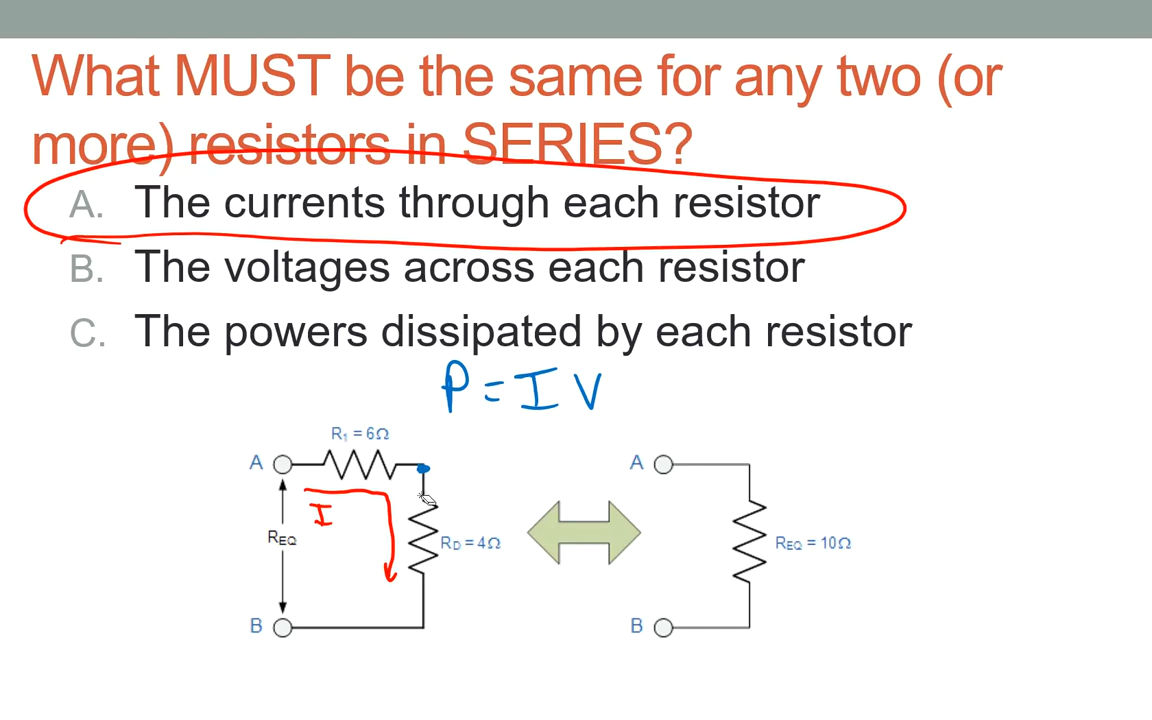 What MUST be the same for any two (or
more) resistors in SERIES?
A. The currents through each resistor
B. The voltages across each resistor
C. The powers dissipated by each resistor
P = I V
R₁ = 6Ω
A
I
REQ
RD = 4Ω
B
A
REQ = 10Ω
B